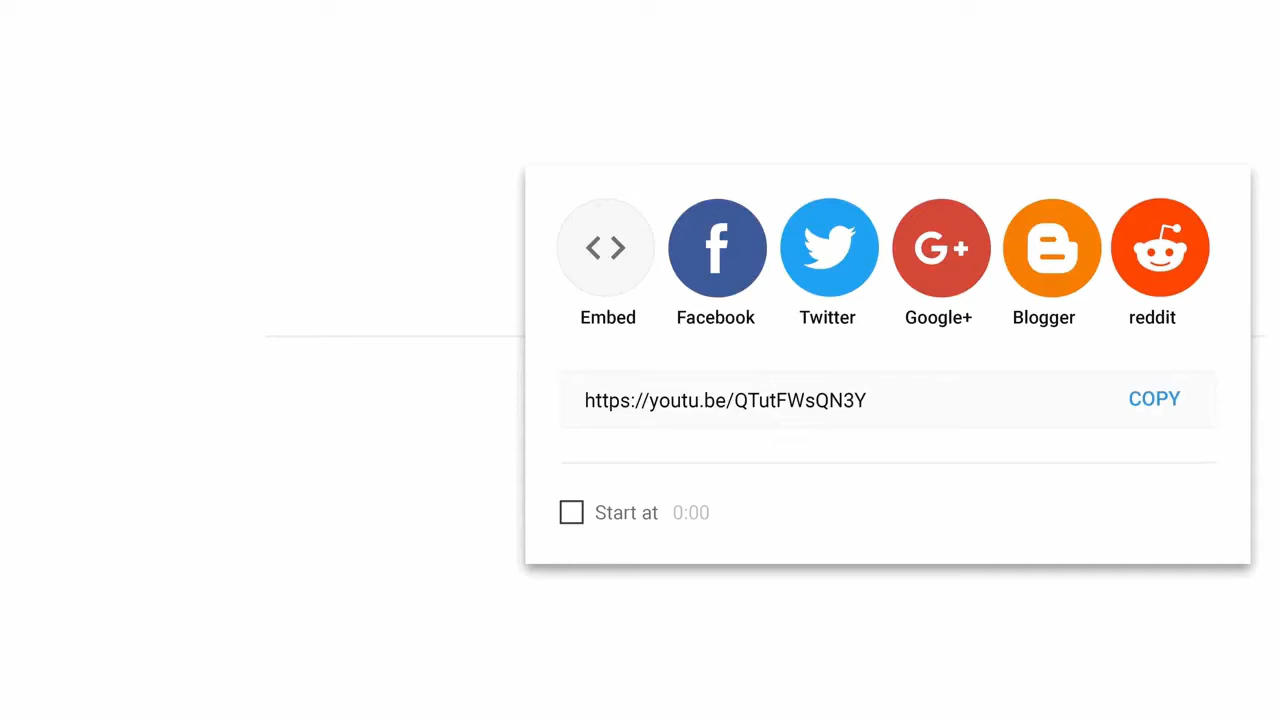 Embed Facebook Twitter Google+ Blogger reddit
https://youtu.be/QTutFWsQN3Y COPY
Start at 0:00